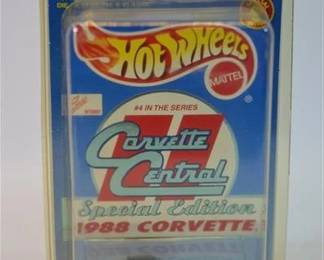 Hot Wheels
MATTEL
#4 IN THE SERIES
Corvette
Central
Special Edition
1988 CORVETTE